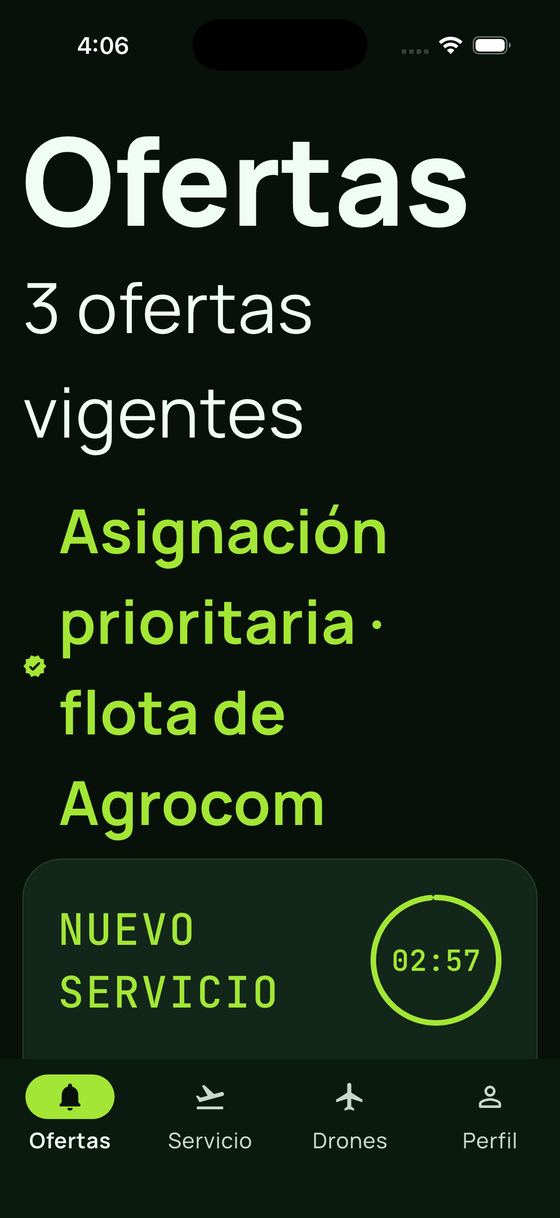 4:06
Ofertas
3 ofertas
vigentes
Asignación
prioritaria ·
flota de
Agrocom
NUEVO
SERVICIO
02:57
Ofertas
Servicio
Drones
Perfil